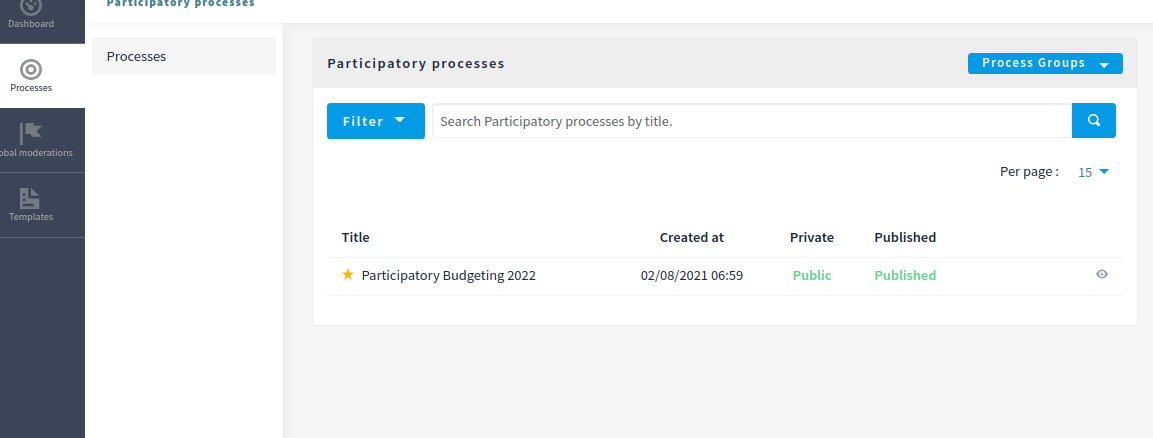 Participatory processes
Dashboard
Processes
obal moderations
Templates
Processes
Participatory processes
Process Groups
Filter
Search Participatory processes by title.
Per page : 15
Title Created at Private Published
Participatory Budgeting 2022 02/08/2021 06:59 Public Published